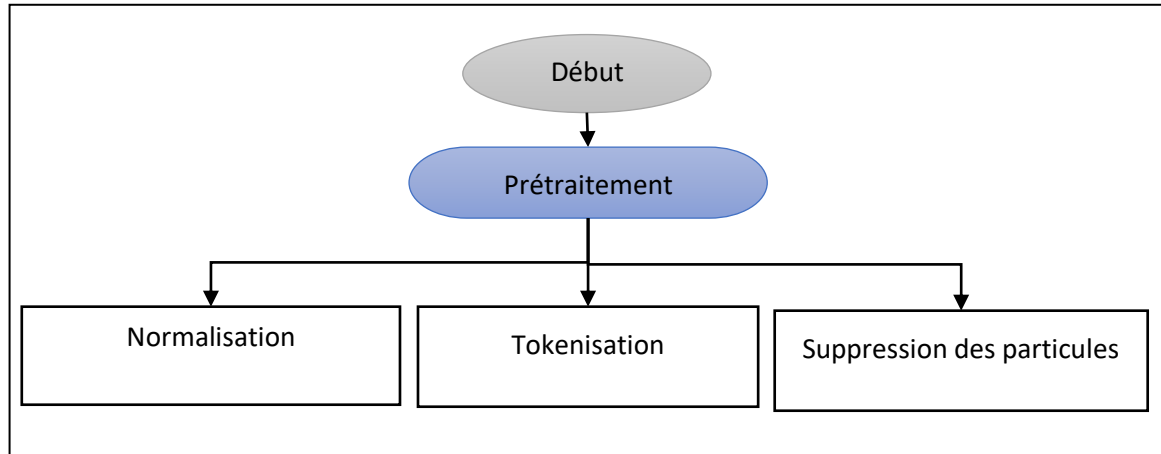 Début
Prétraitement
Normalisation
Tokenisation
Suppression des particules